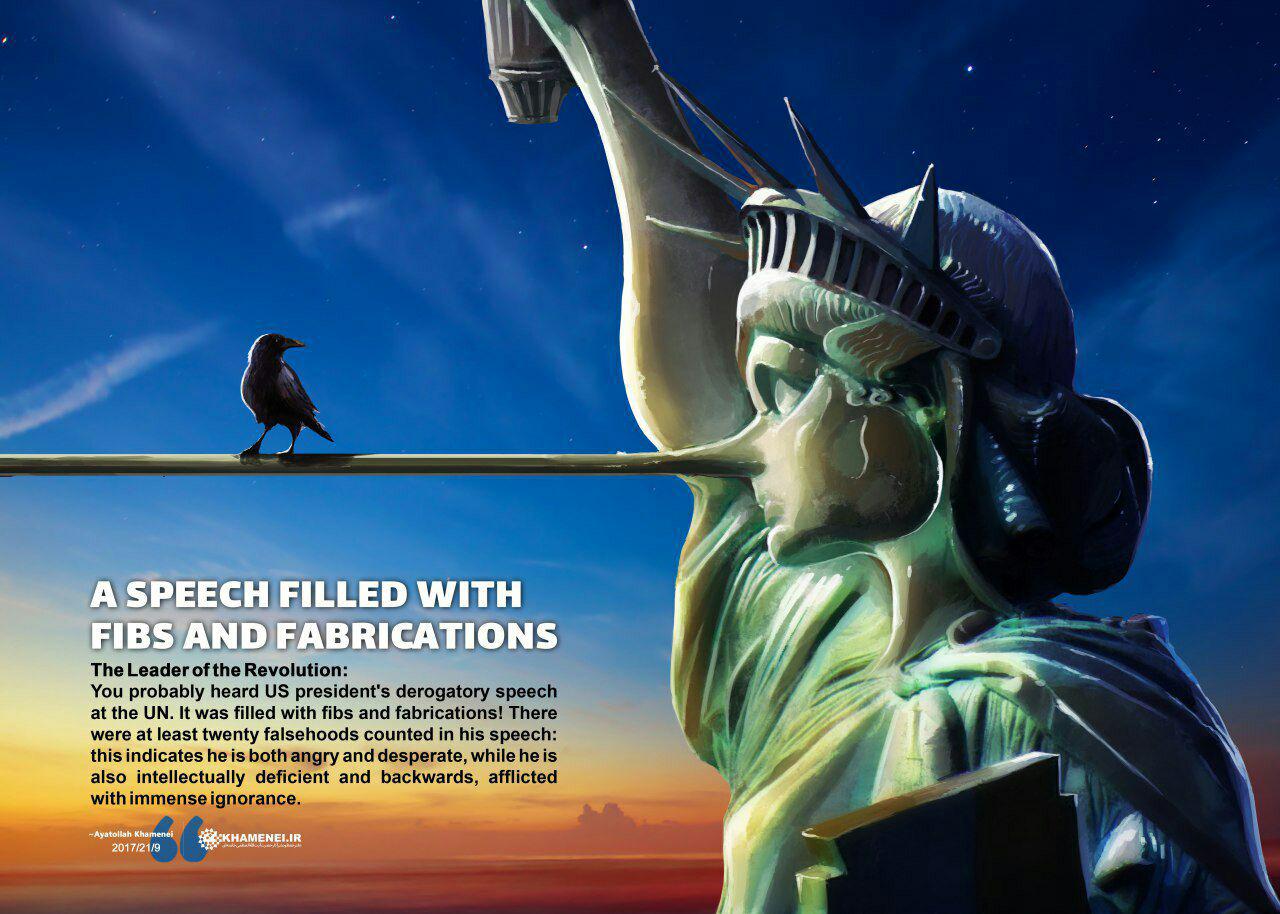 A SPEECH FILLED WITH
FIBS AND FABRICATIONS
The Leader of the Revolution:
You probably heard US president's derogatory speech
at the UN. It was filled with fibs and fabrications! There
were at least twenty falsehoods counted in his speech:
this indicates he is both angry and desperate, while he is
also intellectually deficient and backwards, afflicted
with immense ignorance.
~Ayatollah Khamenei
2017/21/9
KHAMENEI.IR